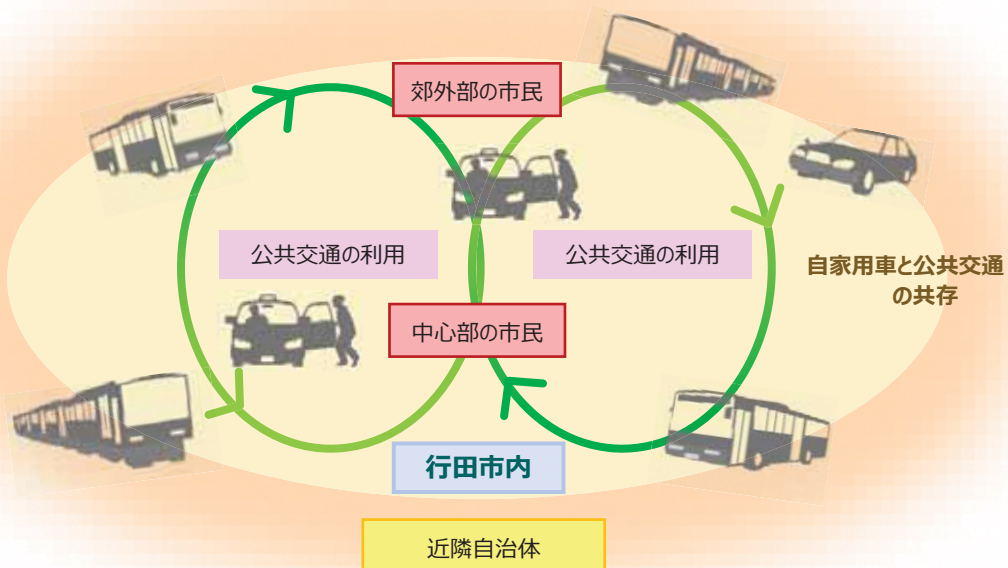 郊外部の市民
公共交通の利用
公共交通の利用
自家用車と公共交通
の共存
中心部の市民
行田市内
近隣自治体